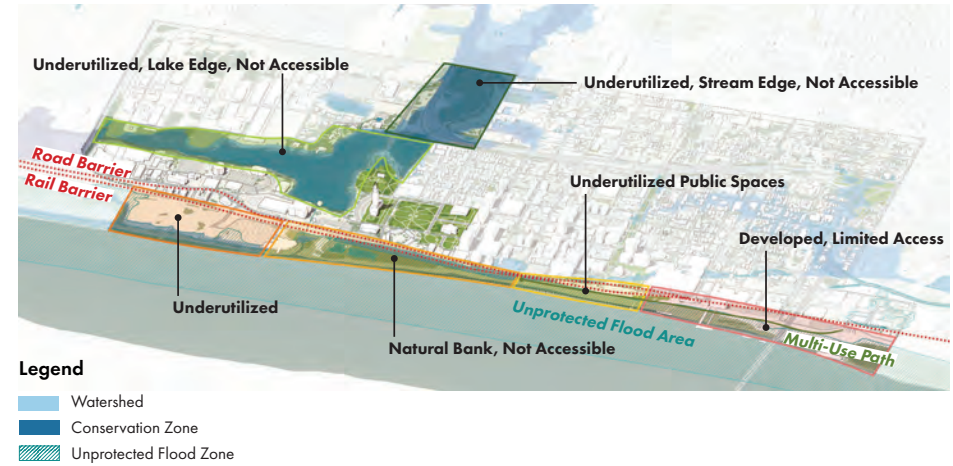 Underutilized, Lake Edge, Not Accessible
Underutilized, Stream Edge, Not Accessible
Road Barrier
Rail Barrier
Underutilized Public Spaces
Developed, Limited Access
Underutilized
Unprotected Flood Area
Natural Bank, Not Accessible
Multi-Use Path
Legend
Watershed
Conservation Zone
Unprotected Flood Zone